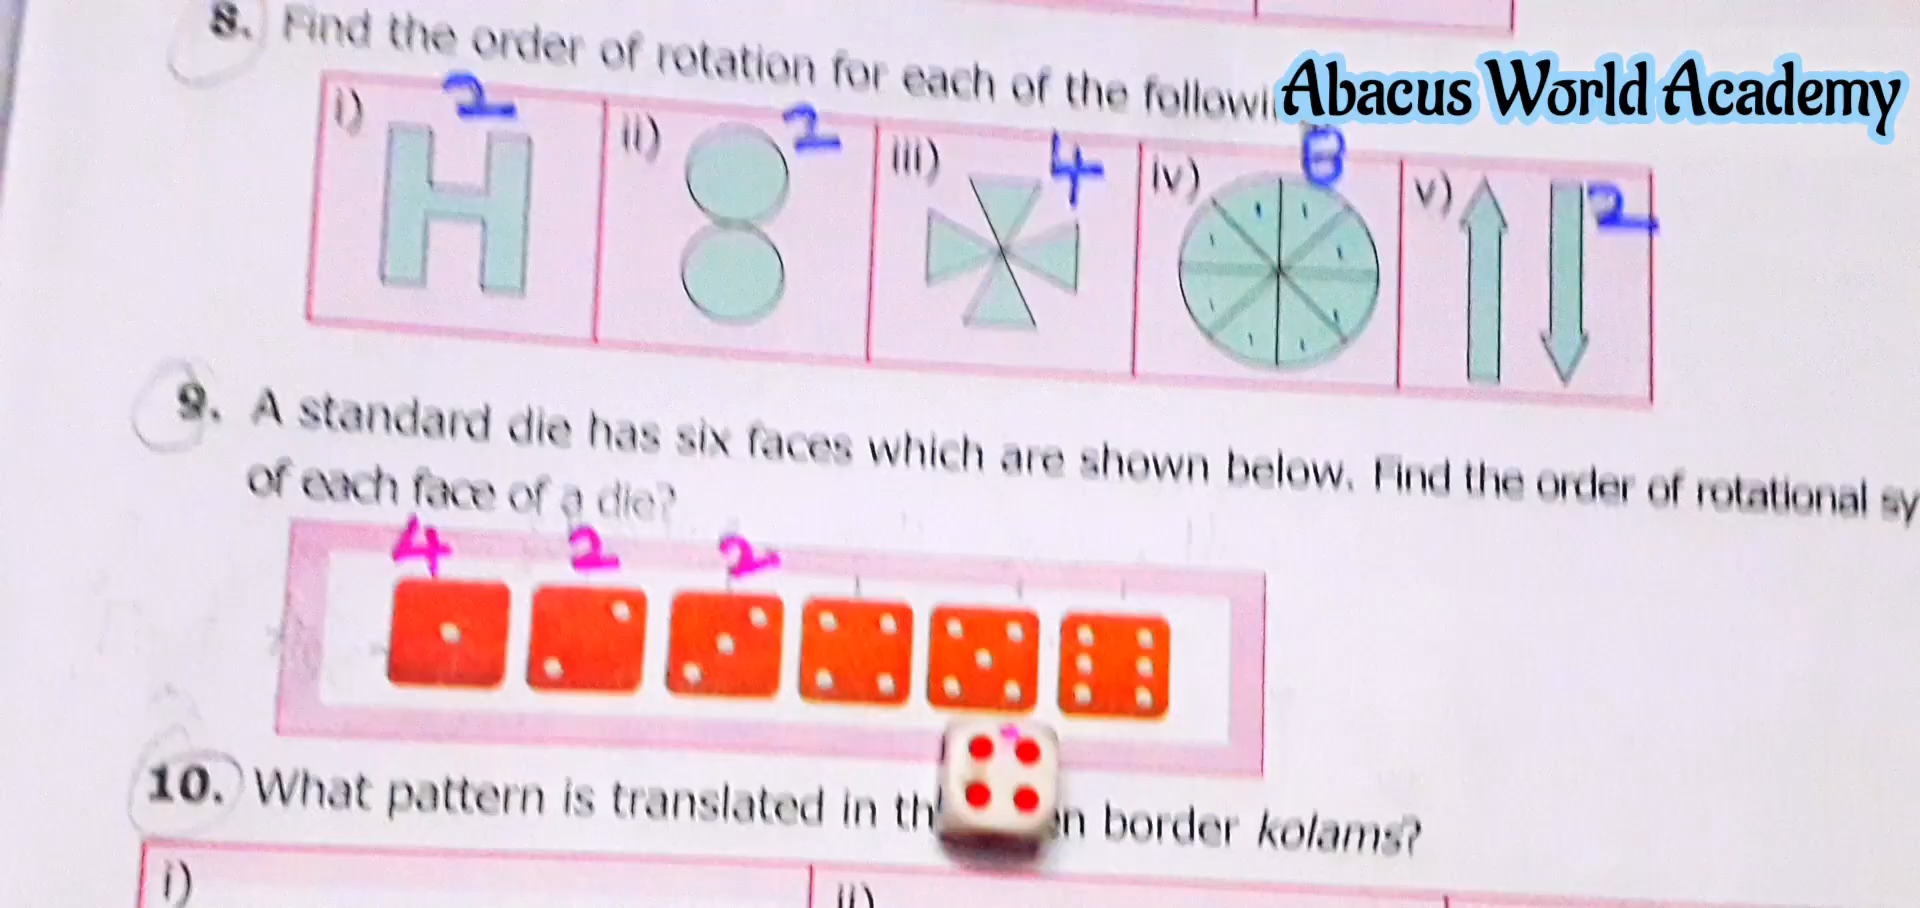 8. Find the order of rotation for each of the followi
Abacus World Academy
i) 2
ii) 2
iii) 4
iv) 8
v) 2
9. A standard die has six faces which are shown below. Find the order of rotational sy
of each face of a die?
4 2 2
10. What pattern is translated in th n border kolams?
i) ii)